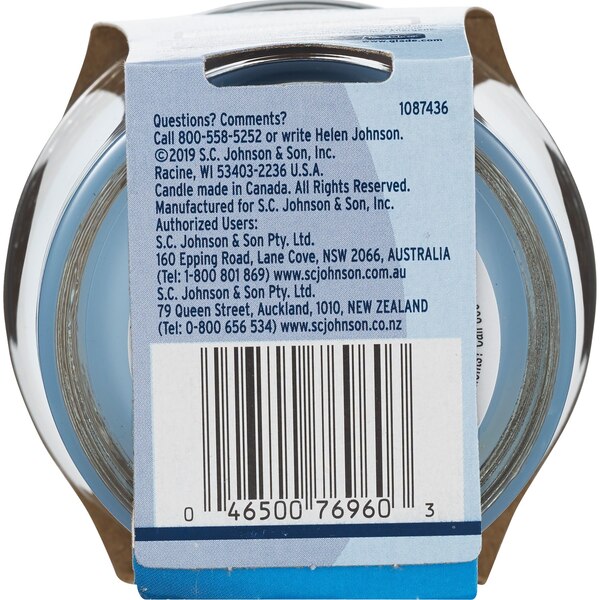 www.glade.com
1087436
Questions? Comments?
Call 800-558-5252 or write Helen Johnson.
©2019 S.C. Johnson & Son, Inc.
Racine, WI 53403-2236 U.S.A.
Candle made in Canada. All Rights Reserved.
Manufactured for S.C. Johnson & Son, Inc.
Authorized Users:
S.C. Johnson & Son Pty. Ltd.
160 Epping Road, Lane Cove, NSW 2066, AUSTRALIA
(Tel: 1-800 801 869) www.scjohnson.com.au
S.C. Johnson & Son Pty. Ltd.
79 Queen Street, Auckland, 1010, NEW ZEALAND
(Tel: 0-800 656 534) www.scjohnson.co.nz
0 46500 76960 3